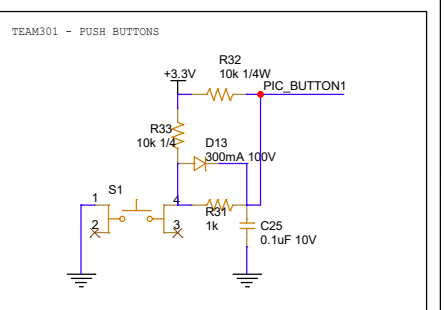 TEAM301 - PUSH BUTTONS
R32
10k 1/4W
+3.3V
PIC_BUTTON1
R33
10k 1/4
D13
300mA 100V
S1
1
4
2
3
R31
1k
C25
0.1uF 10V